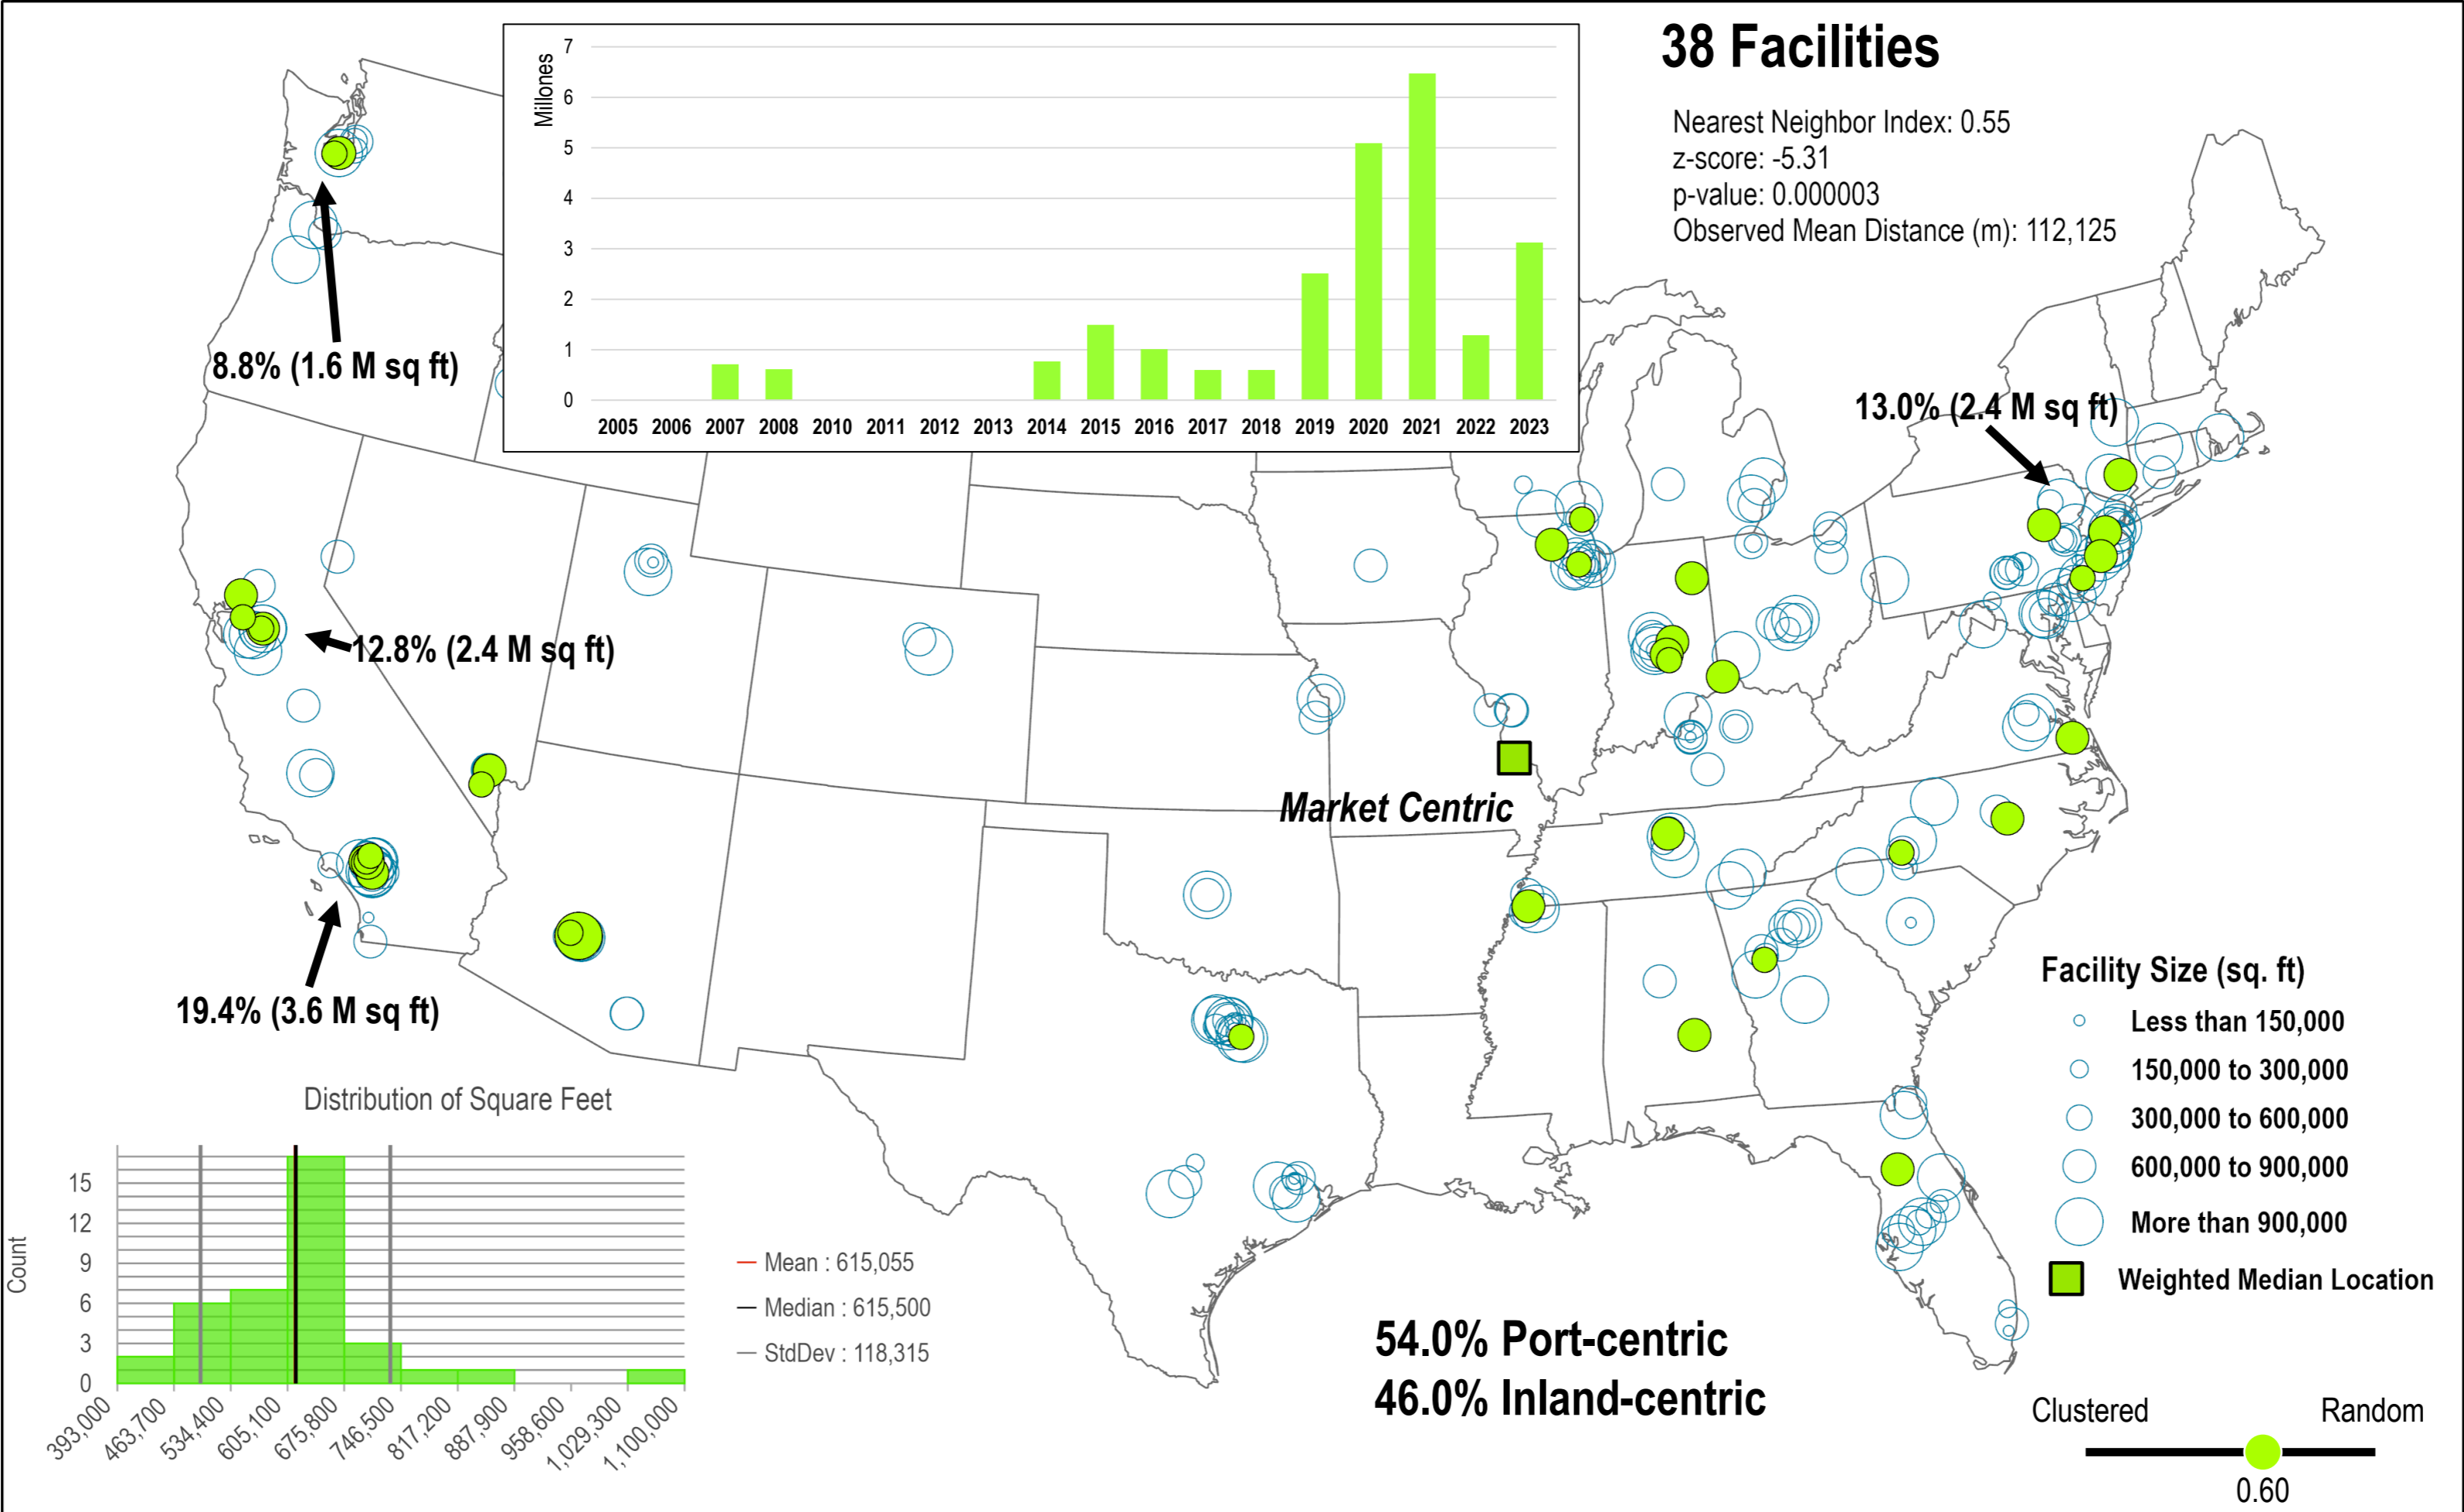 38 Facilities
Nearest Neighbor Index: 0.55
z-score: -5.31
p-value: 0.000003
Observed Mean Distance (m): 112,125
Millones
7
6
5
4
3
2
1
0
2005 2006 2007 2008 2010 2011 2012 2013 2014 2015 2016 2017 2018 2019 2020 2021 2022 2023
8.8% (1.6 M sq ft)
13.0% (2.4 M sq ft)
12.8% (2.4 M sq ft)
Market Centric
19.4% (3.6 M sq ft)
Facility Size (sq. ft)
Less than 150,000
150,000 to 300,000
300,000 to 600,000
600,000 to 900,000
More than 900,000
Weighted Median Location
Distribution of Square Feet
Count
15
12
9
6
3
0
393,000 463,700 534,400 605,100 675,800 746,500 817,200 887,900 958,600 1,029,300 1,100,000
Mean : 615,055
Median : 615,500
StdDev : 118,315
54.0% Port-centric
46.0% Inland-centric
Clustered Random
0.60